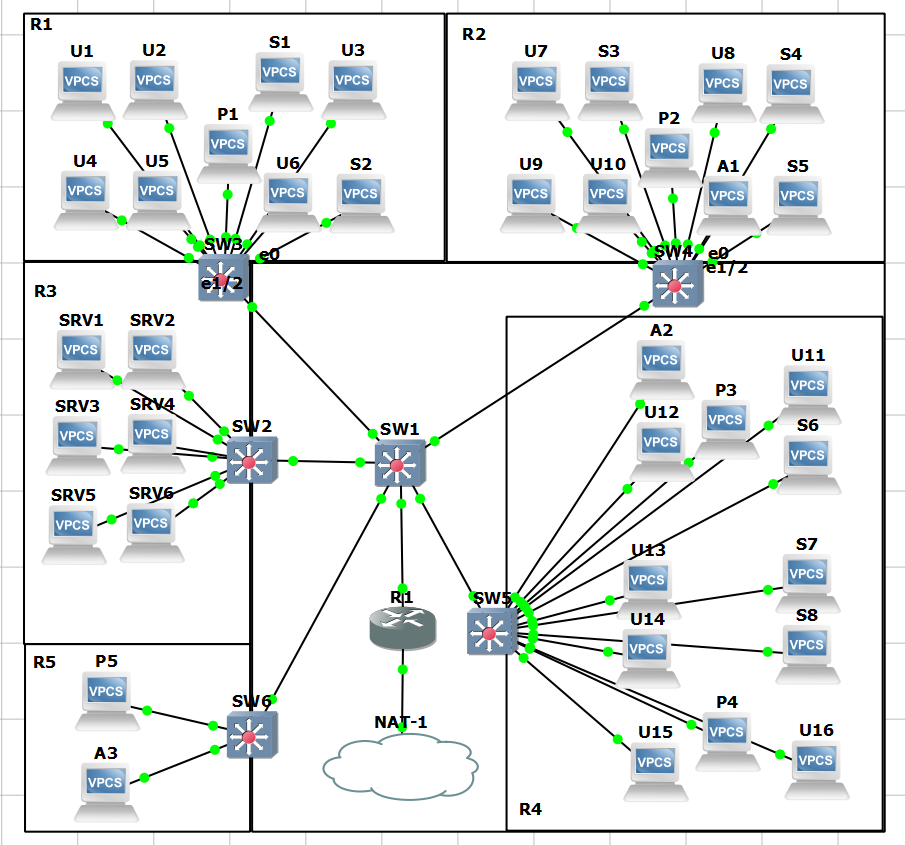 R1
U1
U2
S1
U3
VPCS
VPCS
VPCS
VPCS
P1
VPCS
U4
U5
U6
S2
VPCS
VPCS
VPCS
VPCS
SW3
e0
e1/2
R2
U7
S3
U8
S4
VPCS
VPCS
VPCS
VPCS
P2
VPCS
U9
U10
A1
S5
VPCS
VPCS
VPCS
VPCS
SW4
e0
e1/2
R3
SRV1
SRV2
VPCS
VPCS
SRV3
SRV4
VPCS
VPCS
SRV5
SRV6
VPCS
VPCS
SW2
SW1
R1
NAT-1
SW5
A2
VPCS
U11
VPCS
P3
VPCS
U12
VPCS
S6
VPCS
U13
VPCS
S7
VPCS
U14
VPCS
S8
VPCS
P4
VPCS
U15
VPCS
U16
VPCS
R4
R5
P5
VPCS
SW6
A3
VPCS